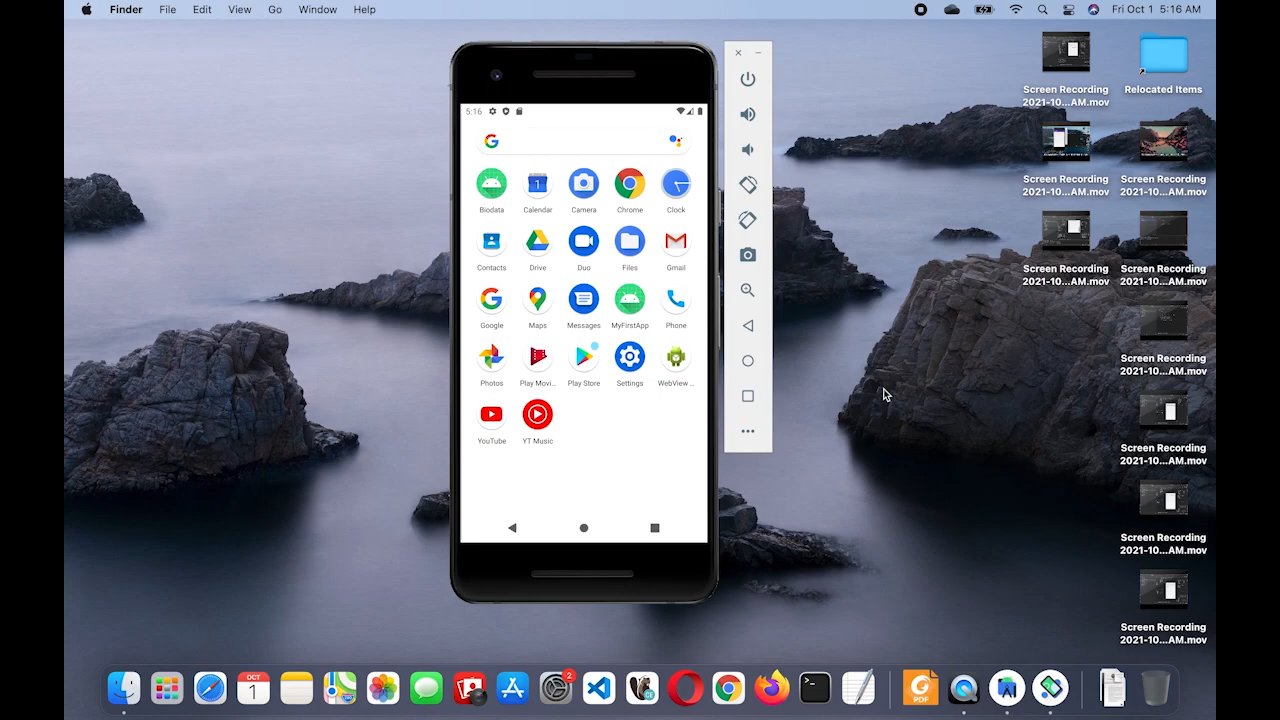 Finder File Edit View Go Window Help Fri Oct 1 5:16 AM
Screen Recording
2021-10...AM.mov
Relocated Items
Screen Recording
2021-10...AM.mov
Screen Recording
2021-10...AM.mov
Screen Recording
2021-10...AM.mov
Screen Recording
2021-10...AM.mov
Screen Recording
2021-10...AM.mov
Screen Recording
2021-10...AM.mov
Screen Recording
2021-10...AM.mov
Screen Recording
2021-10...AM.mov
5:16
Biodata Calendar Camera Chrome Clock
Contacts Drive Duo Files Gmail
Google Maps Messages MyFirstApp Phone
Photos Play Movi... Play Store Settings WebView ...
YouTube YT Music
OCT
1
2
PDF